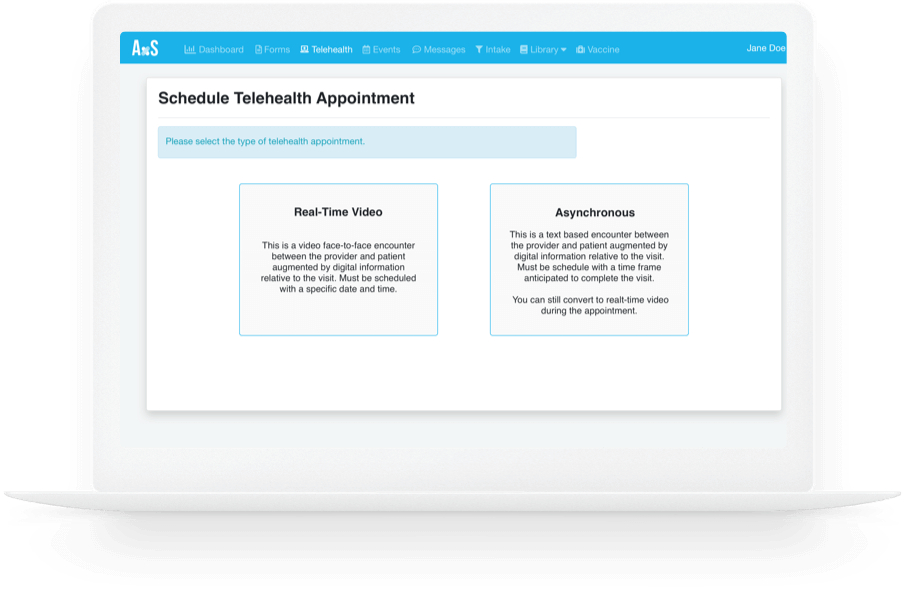 AxS Dashboard Forms Telehealth Events Messages Intake Library Vaccine Jane Doe
Schedule Telehealth Appointment
Please select the type of telehealth appointment.
Real-Time Video
This is a video face-to-face encounter
between the provider and patient
augmented by digital information
relative to the visit. Must be scheduled
with a specific date and time.
Asynchronous
This is a text based encounter between
the provider and patient augmented by
digital information relative to the visit.
Must be schedule with a time frame
anticipated to complete the visit.
You can still convert to realt-time video
during the appointment.